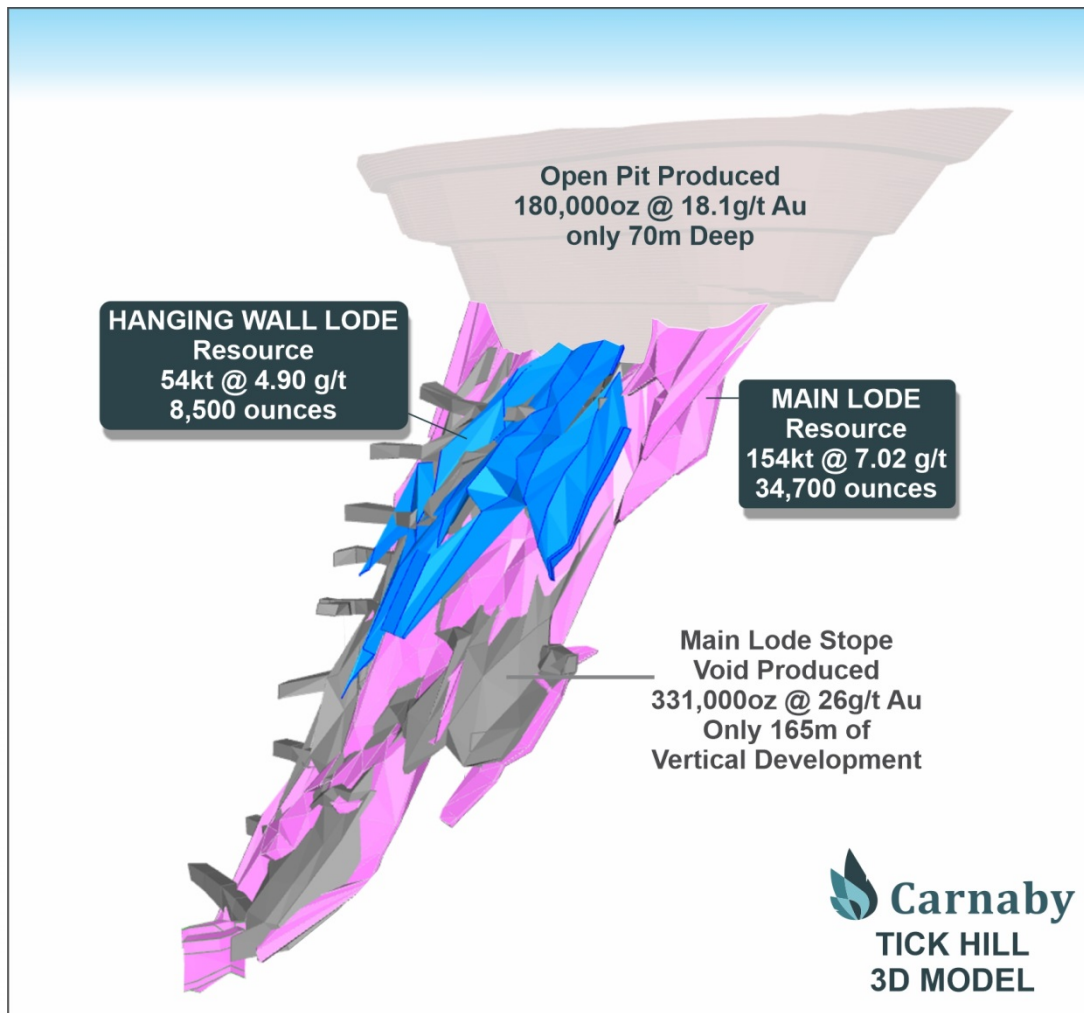 Open Pit Produced
180,000oz @ 18.1g/t Au
only 70m Deep
HANGING WALL LODE
Resource
54kt @ 4.90 g/t
8,500 ounces
MAIN LODE
Resource
154kt @ 7.02 g/t
34,700 ounces
Main Lode Stope
Void Produced
331,000oz @ 26g/t Au
Only 165m of
Vertical Development
Carnaby
TICK HILL
3D MODEL